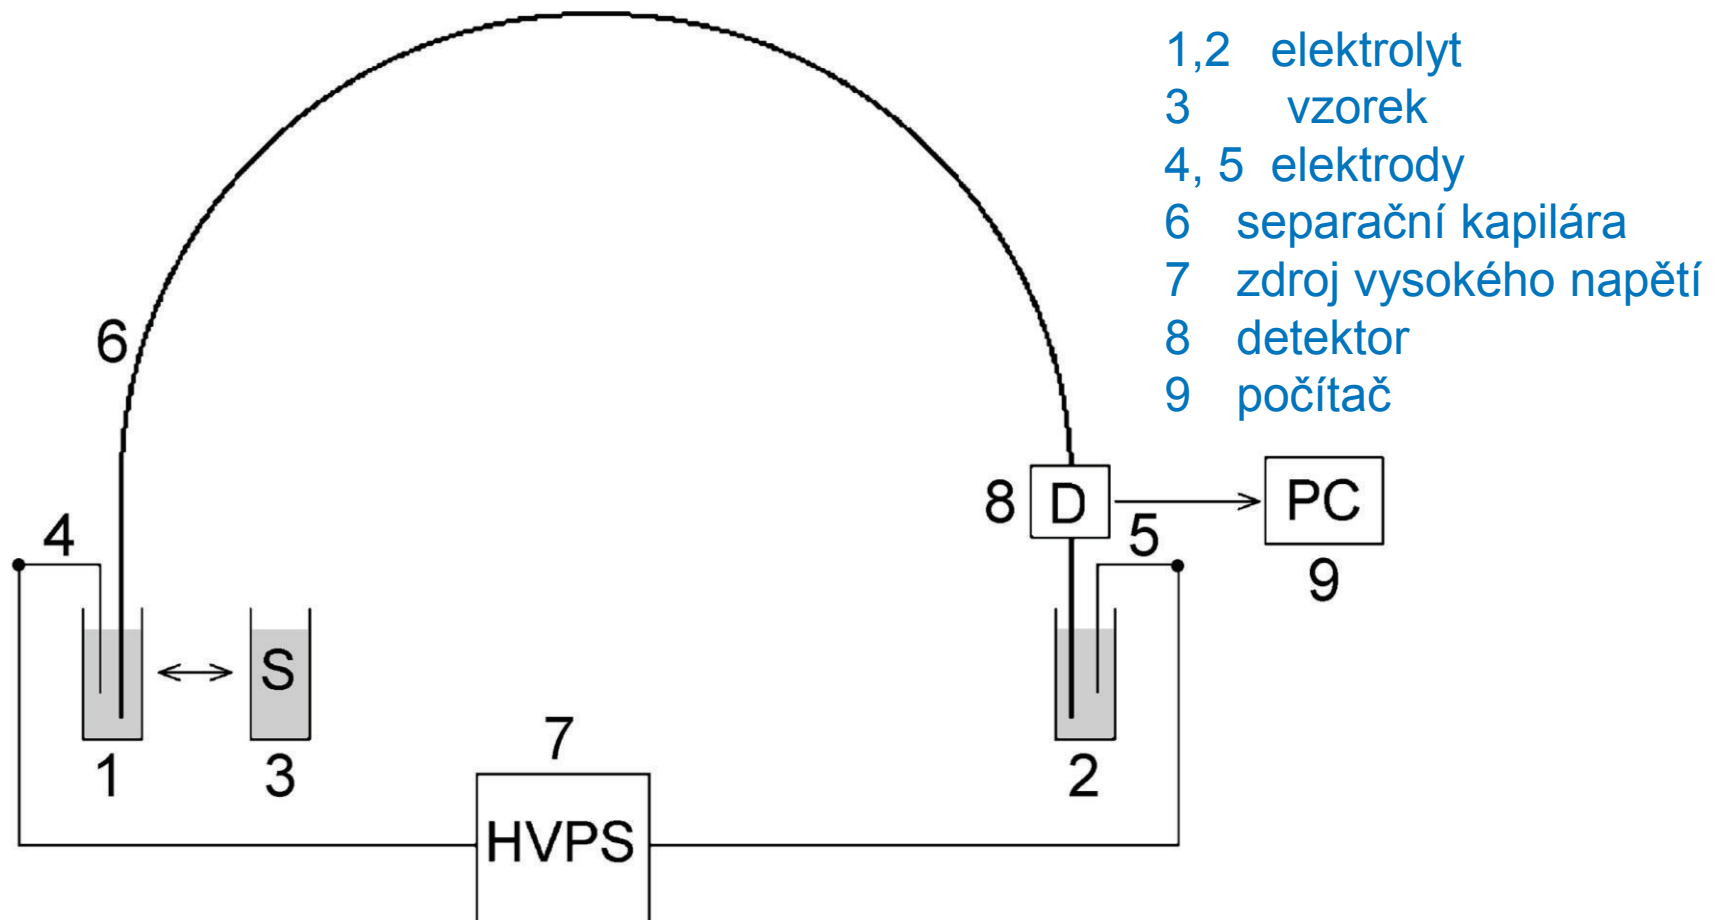 1,2 elektrolyt
3 vzorek
4, 5 elektrody
6 separační kapilára
7 zdroj vysokého napětí
8 detektor
9 počítač
6
8
D
PC
4
5
9
S
1
3
7
2
HVPS